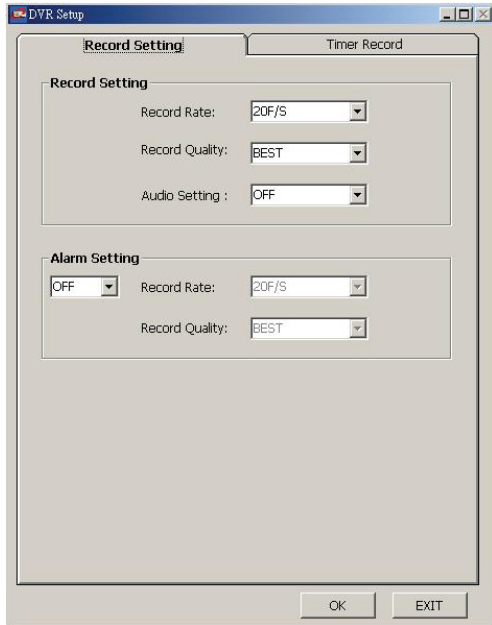 DVR Setup
Record Setting
Timer Record
Record Setting
Record Rate:
20F/S
Record Quality:
BEST
Audio Setting :
OFF
Alarm Setting
OFF
Record Rate:
20F/S
Record Quality:
BEST
OK
EXIT